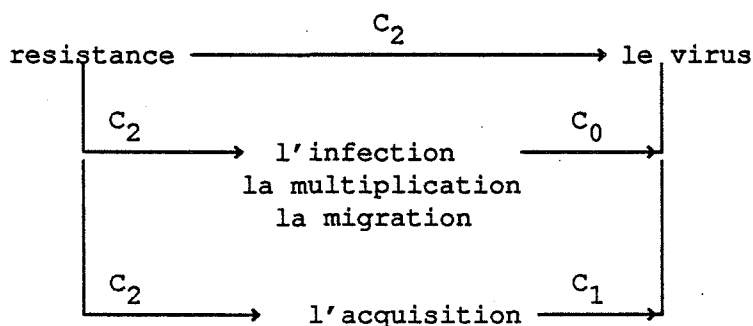 C₂
resistance le virus
C₂ C₀
l'infection
la multiplication
la migration
C₂ C₁
l'acquisition